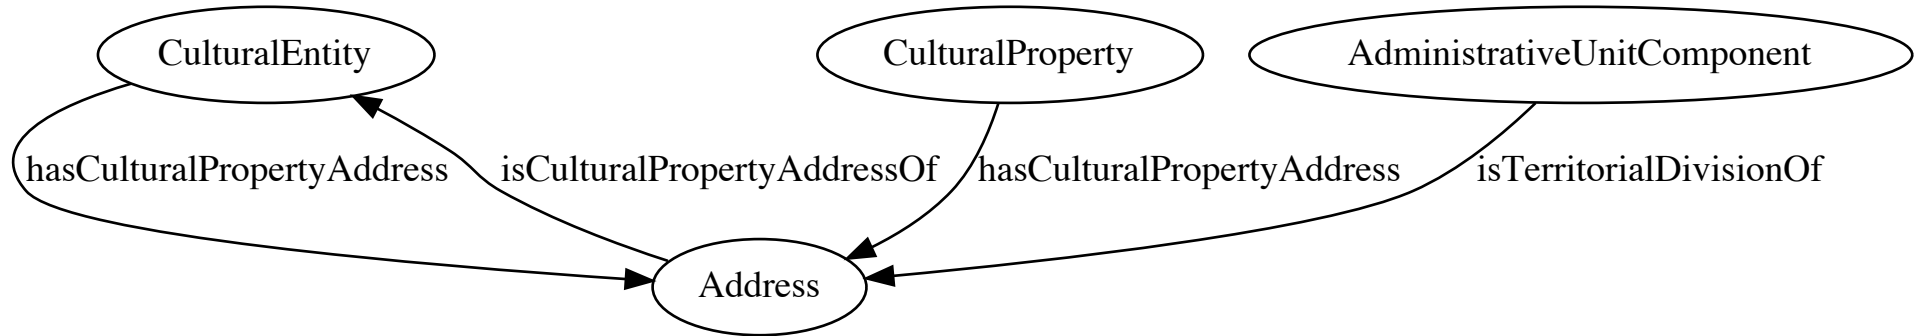 CulturalEntity
CulturalProperty
AdministrativeUnitComponent
hasCulturalPropertyAddress
isCulturalPropertyAddressOf
hasCulturalPropertyAddress
isTerritorialDivisionOf
Address